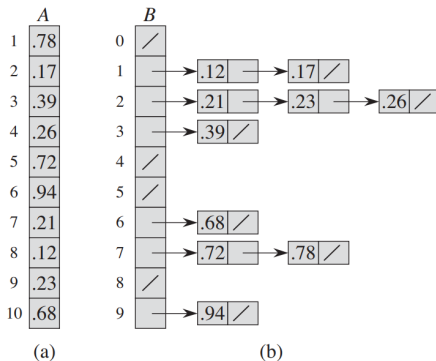 A B
1 .78 0
2 .17 1 .12 .17
3 .39 2 .21 .23 .26
4 .26 3 .39
5 .72 4
6 .94 5
7 .21 6 .68
8 .12 7 .72 .78
9 .23 8
10 .68 9 .94
(a) (b)